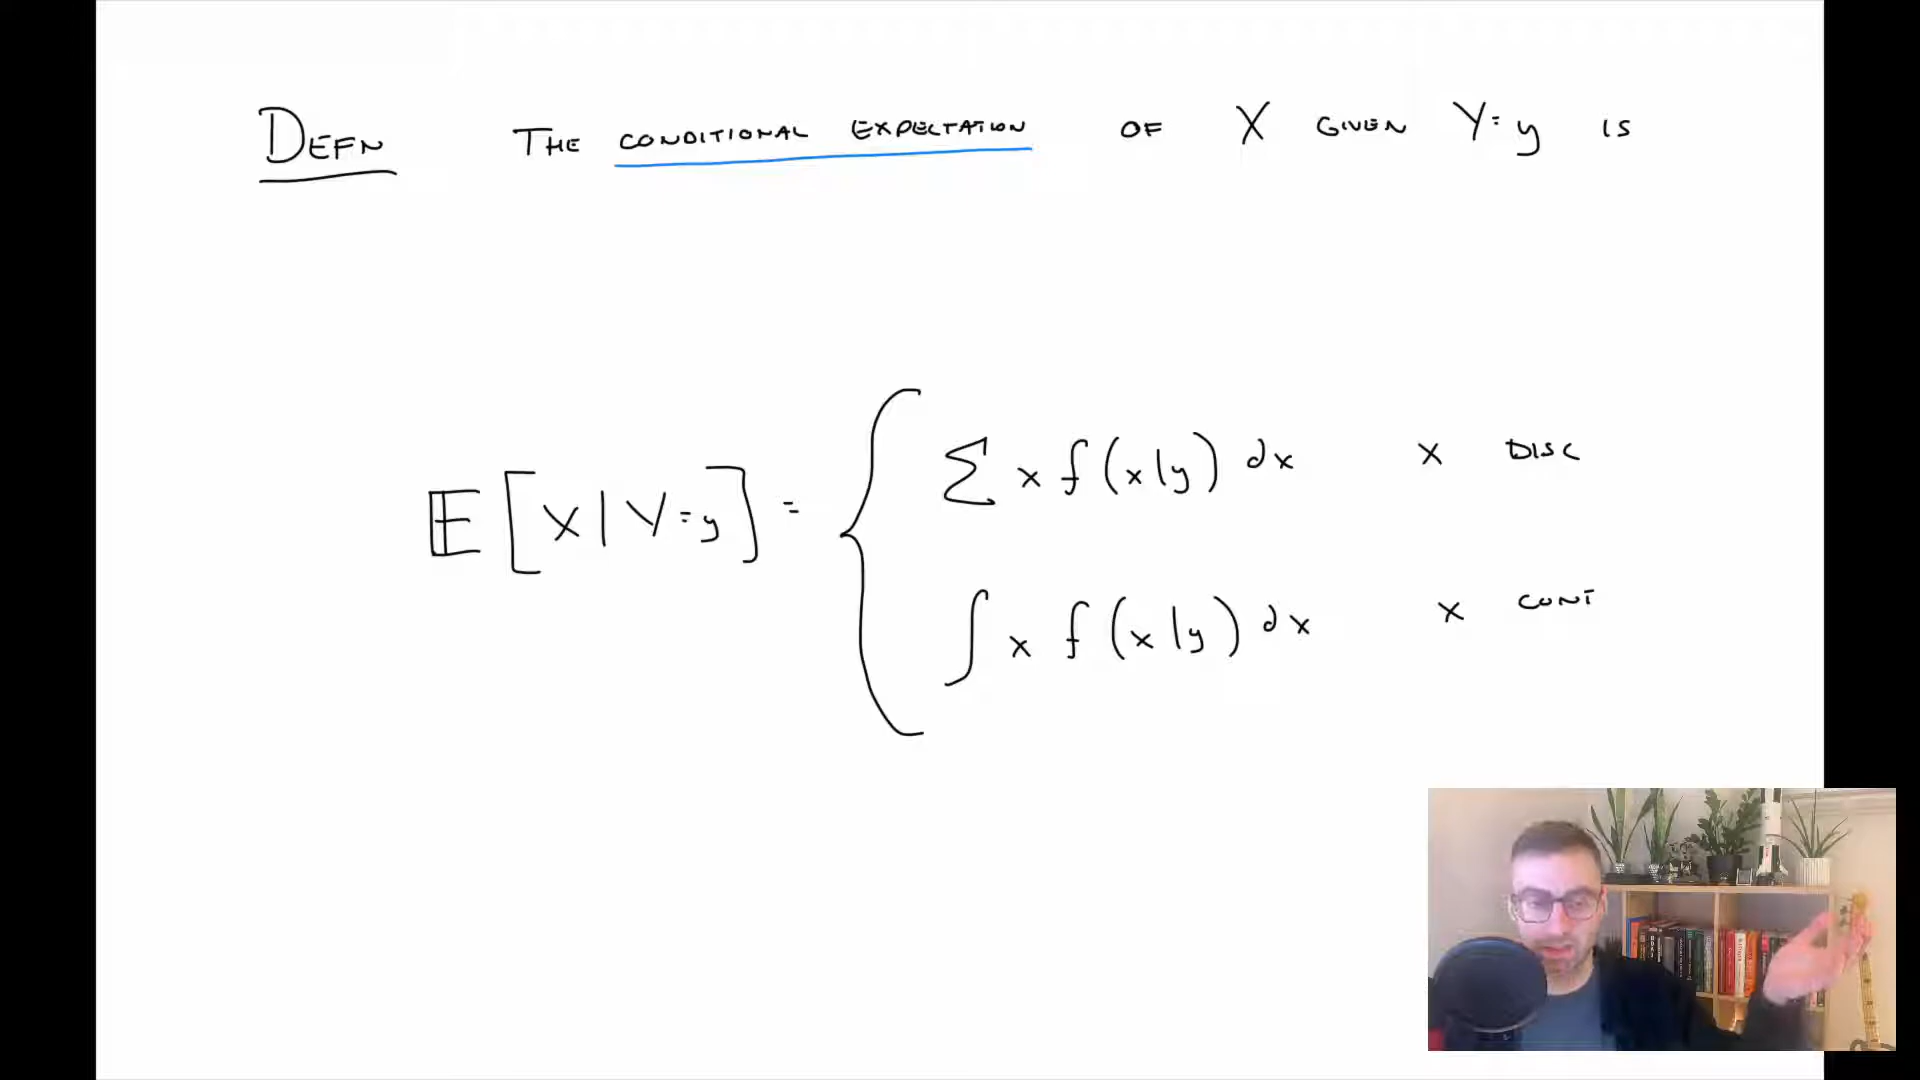 DEFN THE CONDITIONAL EXPECTATION OF X GIVEN Y=y IS
E[X|Y=y] =
∑ x f(x|y) dx X DISC
∫ x f(x|y) dx X CONT